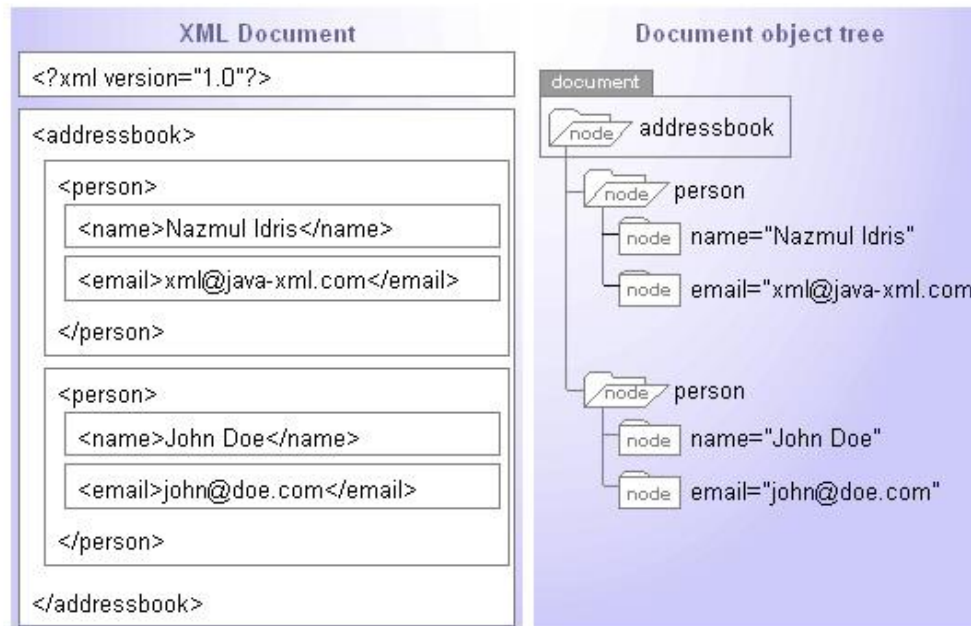 XML Document
<?xml version="1.0"?>
<addressbook>
<person>
<name>Nazmul Idris</name>
<email>xml@java-xml.com</email>
</person>
<person>
<name>John Doe</name>
<email>john@doe.com</email>
</person>
</addressbook>
Document object tree
document
node addressbook
node person
node name="Nazmul Idris"
node email="xml@java-xml.com
node person
node name="John Doe"
node email="john@doe.com"